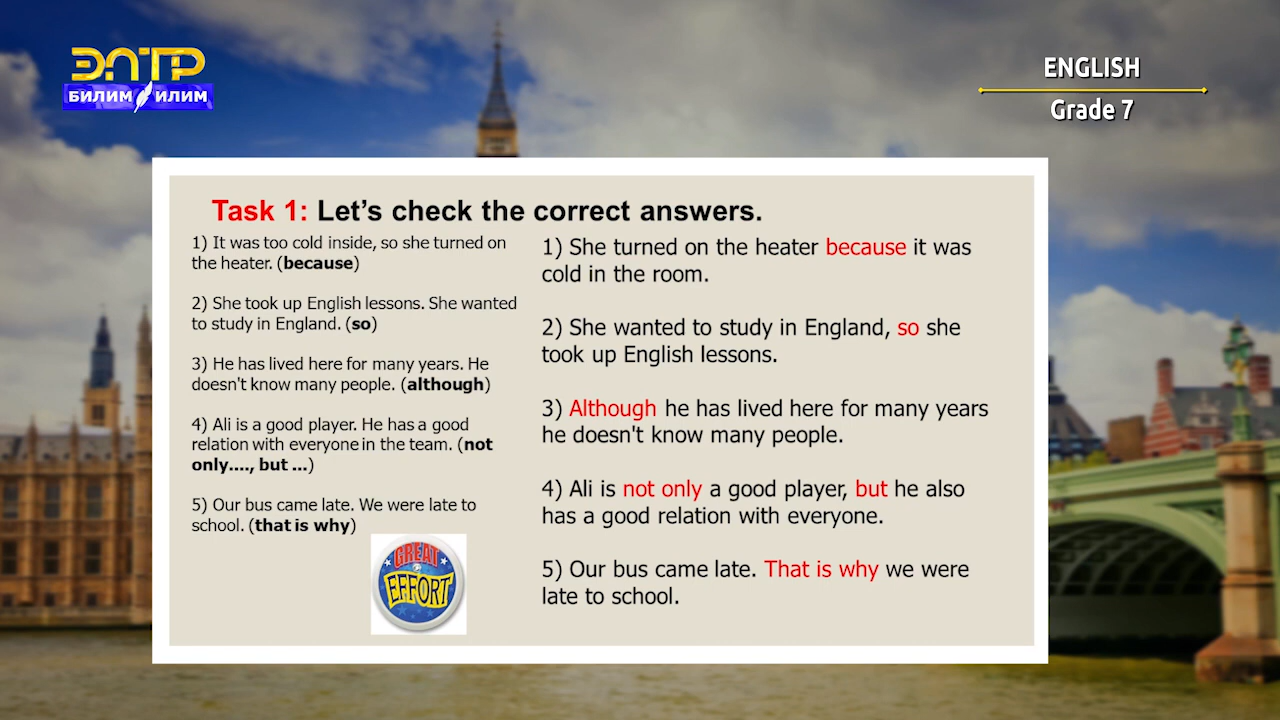 ЭЛТР
БИЛИМ ИЛИМ
ENGLISH
Grade 7
Task 1: Let's check the correct answers.
1) It was too cold inside, so she turned on
the heater. (because)
2) She took up English lessons. She wanted
to study in England. (so)
3) He has lived here for many years. He
doesn't know many people. (although)
4) Ali is a good player. He has a good
relation with everyone in the team. (not
only...., but ...)
5) Our bus came late. We were late to
school. (that is why)
GREAT
EFFORT
1) She turned on the heater because it was
cold in the room.
2) She wanted to study in England, so she
took up English lessons.
3) Although he has lived here for many years
he doesn't know many people.
4) Ali is not only a good player, but he also
has a good relation with everyone.
5) Our bus came late. That is why we were
late to school.